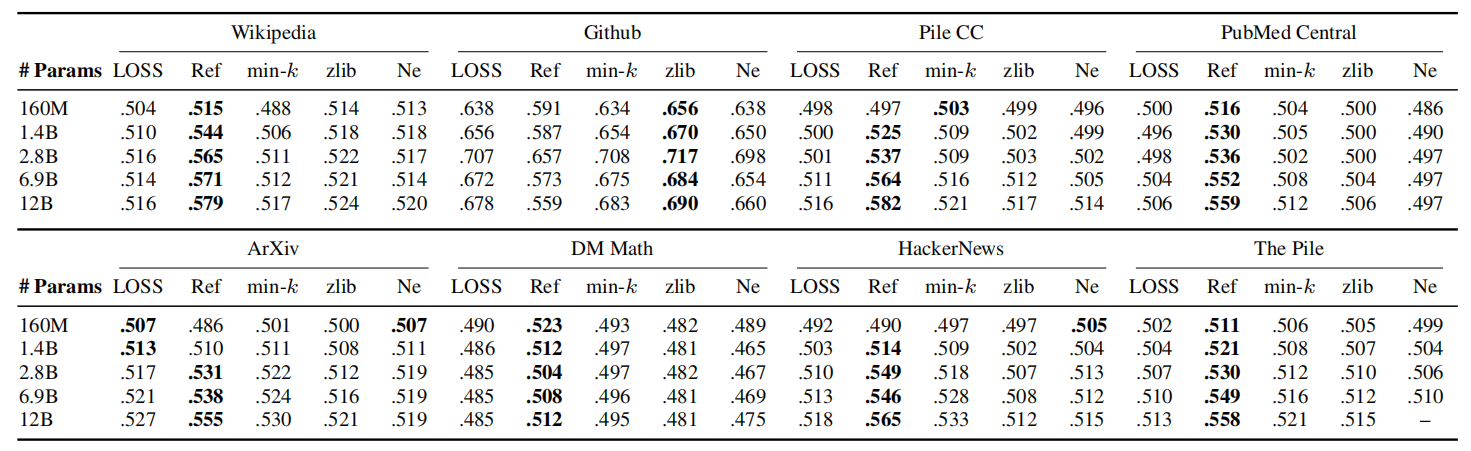 Wikipedia Github Pile CC PubMed Central
# Params LOSS Ref min-k zlib Ne LOSS Ref min-k zlib Ne LOSS Ref min-k zlib Ne LOSS Ref min-k zlib Ne
160M .504 .515 .488 .514 .513 .638 .591 .634 .656 .638 .498 .497 .503 .499 .496 .500 .516 .504 .500 .486
1.4B .510 .544 .506 .518 .518 .656 .587 .654 .670 .650 .500 .525 .509 .502 .499 .496 .530 .505 .500 .490
2.8B .516 .565 .511 .522 .517 .707 .657 .708 .717 .698 .501 .537 .509 .503 .502 .498 .536 .502 .500 .497
6.9B .514 .571 .512 .521 .514 .672 .573 .675 .684 .654 .511 .564 .516 .512 .505 .504 .552 .508 .504 .497
12B .516 .579 .517 .524 .520 .678 .559 .683 .690 .660 .516 .582 .521 .517 .514 .506 .559 .512 .506 .497
ArXiv DM Math HackerNews The Pile
# Params LOSS Ref min-k zlib Ne LOSS Ref min-k zlib Ne LOSS Ref min-k zlib Ne LOSS Ref min-k zlib Ne
160M .507 .486 .501 .500 .507 .490 .523 .493 .482 .489 .492 .490 .497 .497 .505 .502 .511 .506 .505 .499
1.4B .513 .510 .511 .508 .511 .486 .512 .497 .481 .465 .503 .514 .509 .502 .504 .504 .521 .508 .507 .504
2.8B .517 .531 .522 .512 .519 .485 .504 .497 .482 .467 .510 .549 .518 .507 .513 .507 .530 .512 .510 .506
6.9B .521 .538 .524 .516 .519 .485 .508 .496 .481 .469 .513 .546 .528 .508 .512 .510 .549 .516 .512 .510
12B .527 .555 .530 .521 .519 .485 .512 .495 .481 .475 .518 .565 .533 .512 .515 .513 .558 .521 .515 –